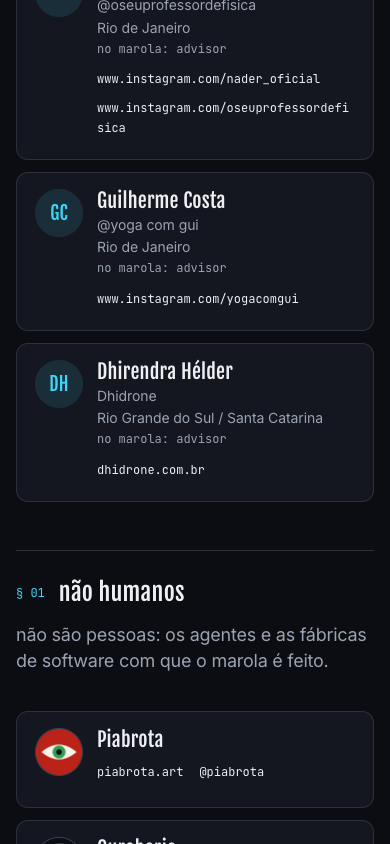 @oseuprofessordefisica
Rio de Janeiro
no marola: advisor
www.instagram.com/nader_oficial
www.instagram.com/oseuprofessordefi
sica
GC
Guilherme Costa
@yoga com gui
Rio de Janeiro
no marola: advisor
www.instagram.com/yogacomgui
DH
Dhirendra Hélder
Dhidrone
Rio Grande do Sul / Santa Catarina
no marola: advisor
dhidrone.com.br
§ 01 não humanos
não são pessoas: os agentes e as fábricas
de software com que o marola é feito.
Piabrota
piabrota.art @piabrota